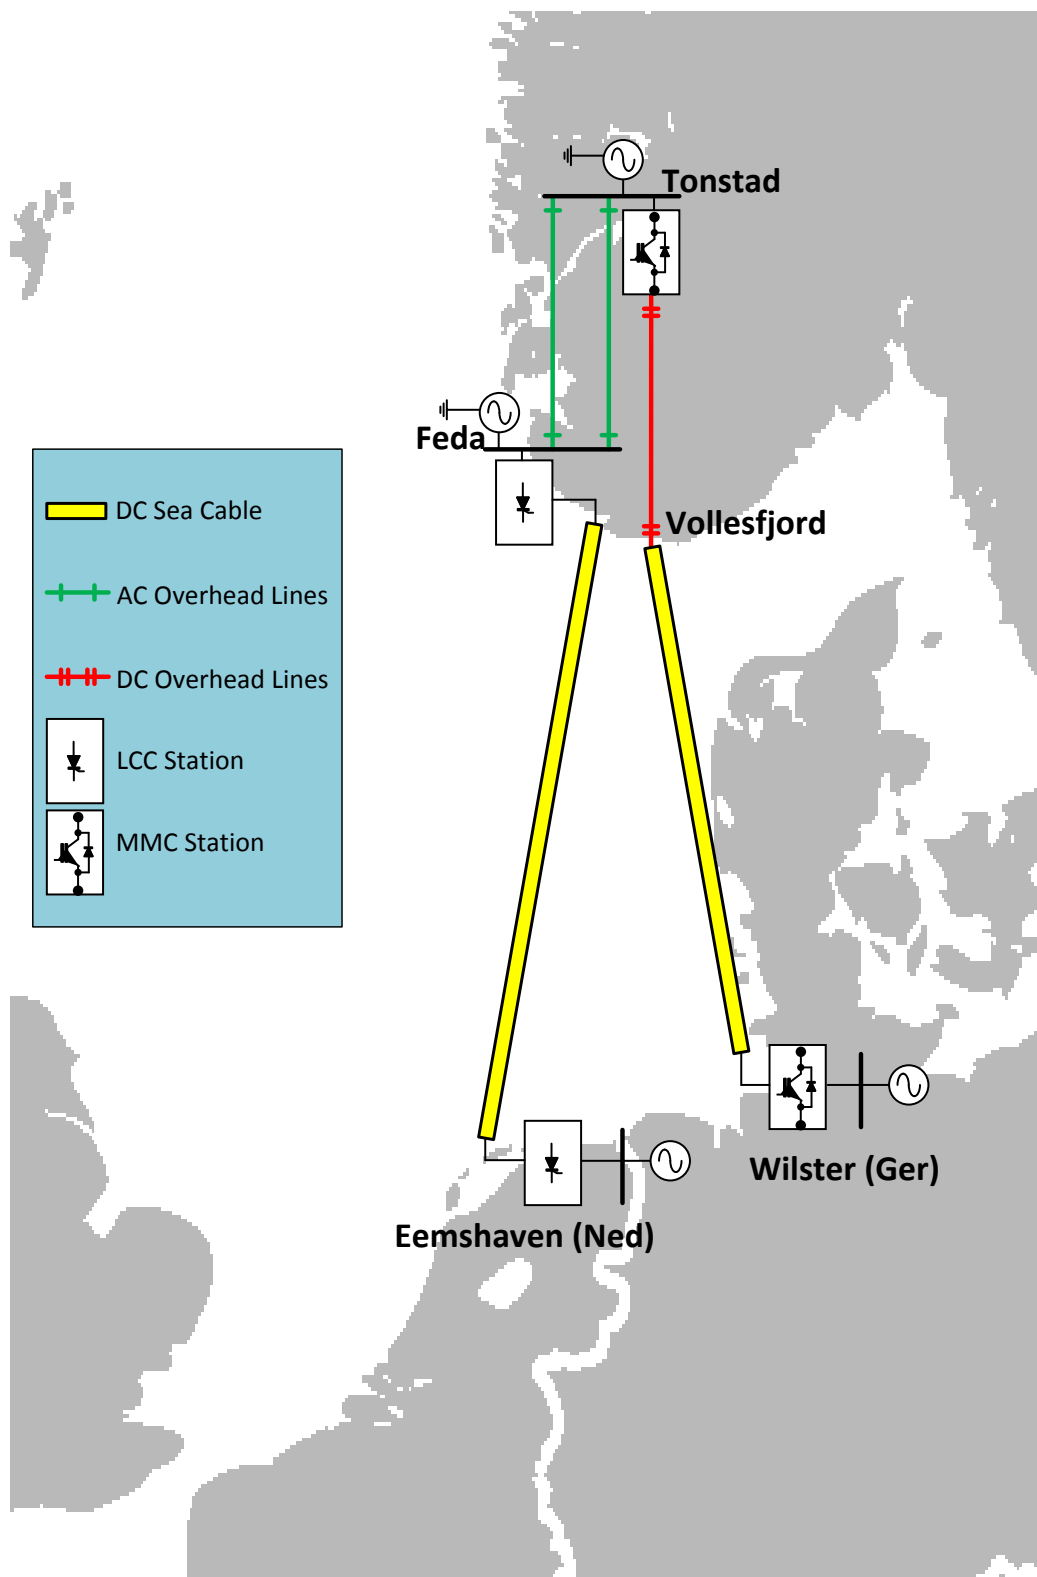 Tonstad
Feda
Vollesfjord
DC Sea Cable
AC Overhead Lines
DC Overhead Lines
LCC Station
MMC Station
Wilster (Ger)
Eemshaven (Ned)